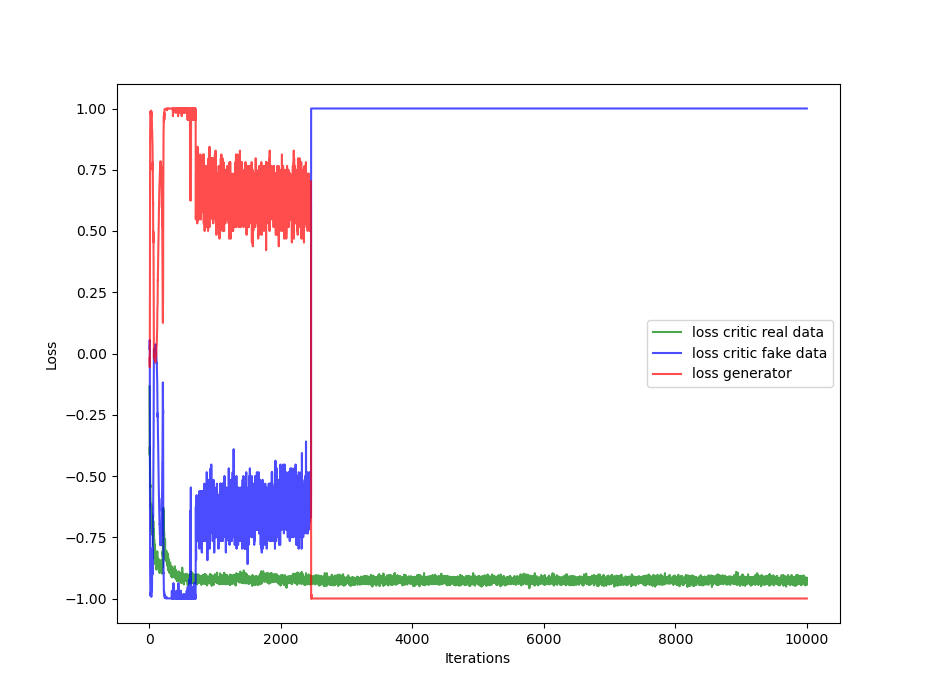 1.00
0.75
0.50
0.25
0.00
−0.25
−0.50
−0.75
−1.00
Loss
loss critic real data
loss critic fake data
loss generator
0 2000 4000 6000 8000 10000
Iterations